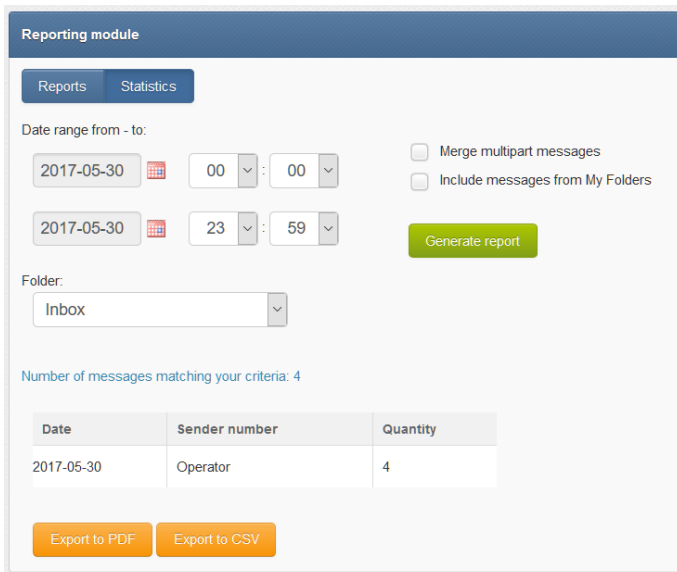 Reporting module
Reports Statistics
Date range from - to:
2017-05-30 00 : 00
2017-05-30 23 : 59
Merge multipart messages
Include messages from My Folders
Generate report
Folder:
Inbox
Number of messages matching your criteria: 4
Date Sender number Quantity
2017-05-30 Operator 4
Export to PDF Export to CSV